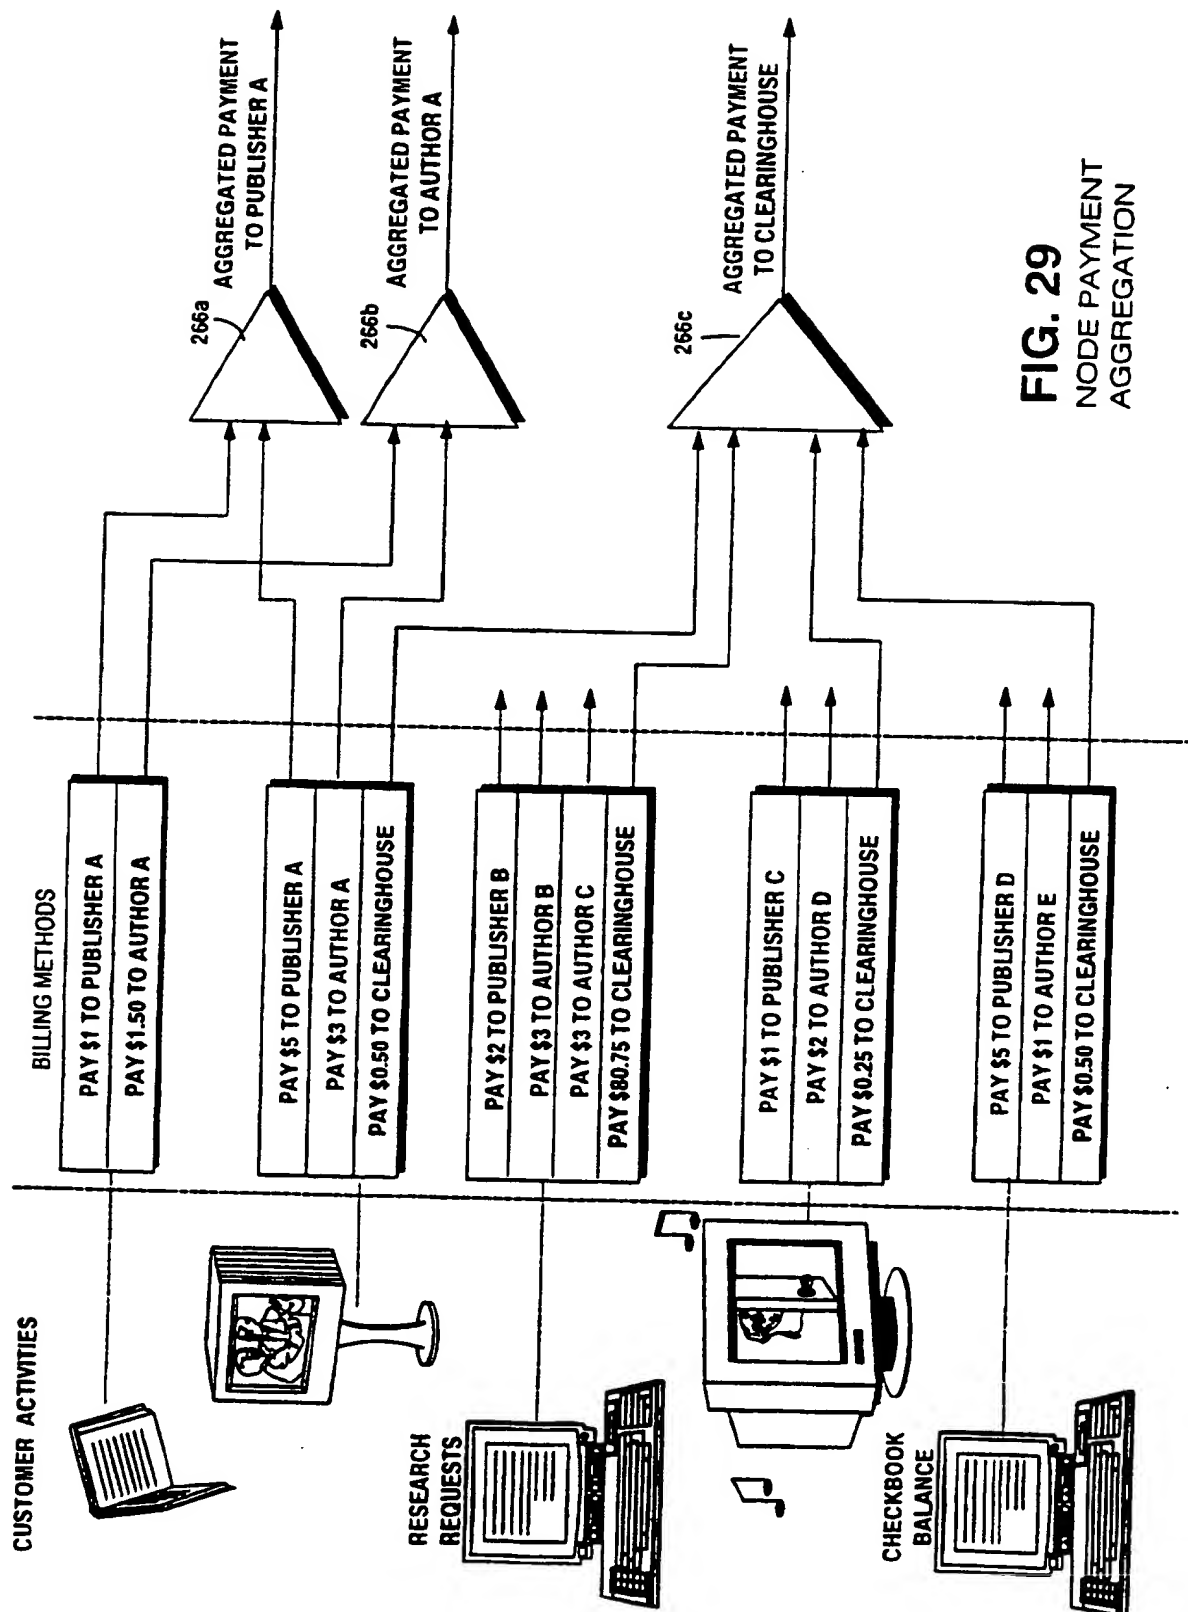 CUSTOMER ACTIVITIES
BILLING METHODS
PAY $1 TO PUBLISHER A
PAY $1.50 TO AUTHOR A
PAY $5 TO PUBLISHER A
PAY $3 TO AUTHOR A
PAY $0.50 TO CLEARINGHOUSE
RESEARCH
REQUESTS
PAY $2 TO PUBLISHER B
PAY $3 TO AUTHOR B
PAY $3 TO AUTHOR C
PAY $80.75 TO CLEARINGHOUSE
PAY $1 TO PUBLISHER C
PAY $2 TO AUTHOR D
PAY $0.25 TO CLEARINGHOUSE
CHECKBOOK
BALANCE
PAY $5 TO PUBLISHER D
PAY $1 TO AUTHOR E
PAY $0.50 TO CLEARINGHOUSE
266a
AGGREGATED PAYMENT
TO PUBLISHER A
266b
AGGREGATED PAYMENT
TO AUTHOR A
266c
AGGREGATED PAYMENT
TO CLEARINGHOUSE
FIG. 29
NODE PAYMENT
AGGREGATION